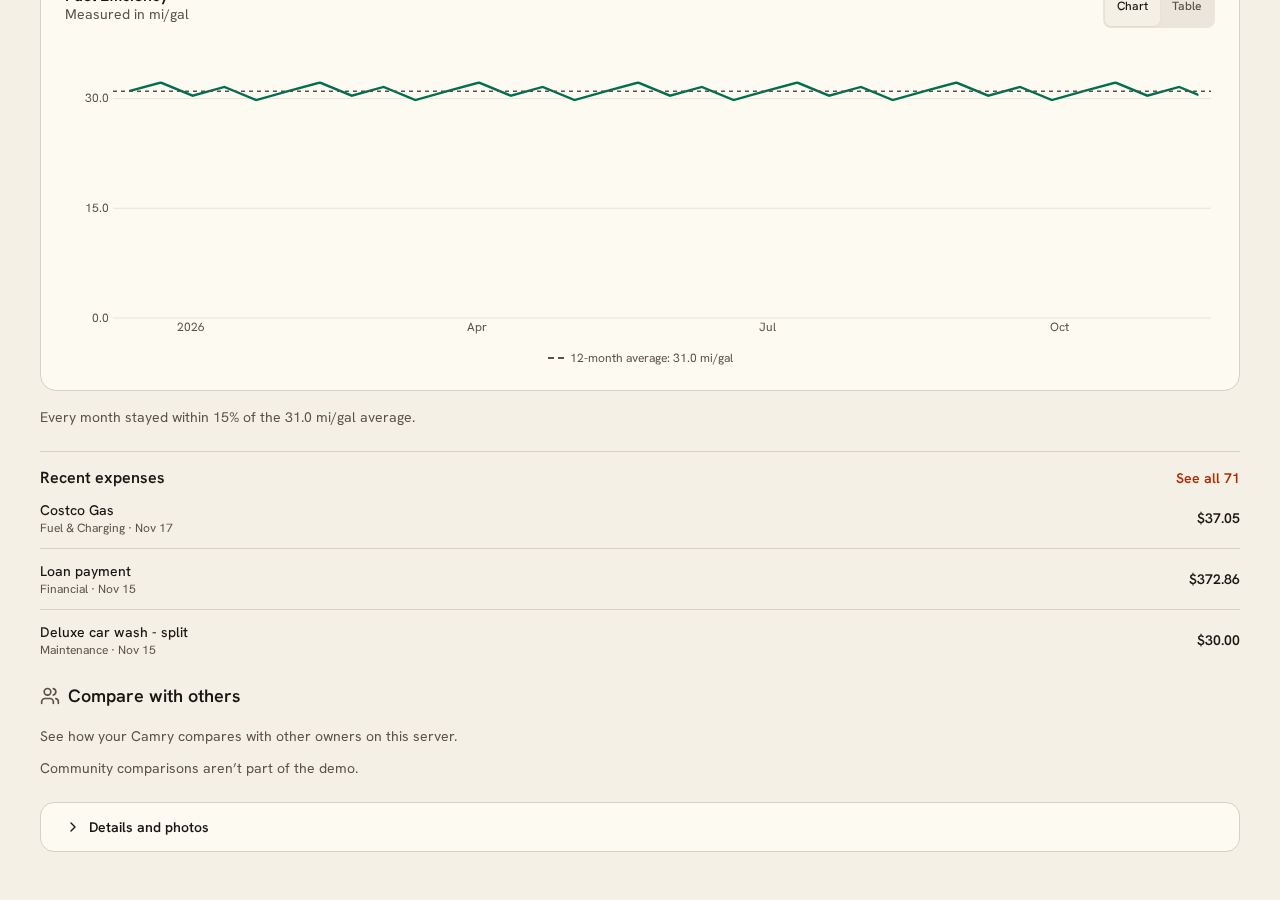 Fuel Efficiency
Measured in mi/gal
Chart
Table
30.0
15.0
0.0
2026
Apr
Jul
Oct
12-month average: 31.0 mi/gal
Every month stayed within 15% of the 31.0 mi/gal average.
Recent expenses
See all 71
Costco Gas
Fuel & Charging · Nov 17
$37.05
Loan payment
Financial · Nov 15
$372.86
Deluxe car wash - split
Maintenance · Nov 15
$30.00
Compare with others
See how your Camry compares with other owners on this server.
Community comparisons aren’t part of the demo.
Details and photos